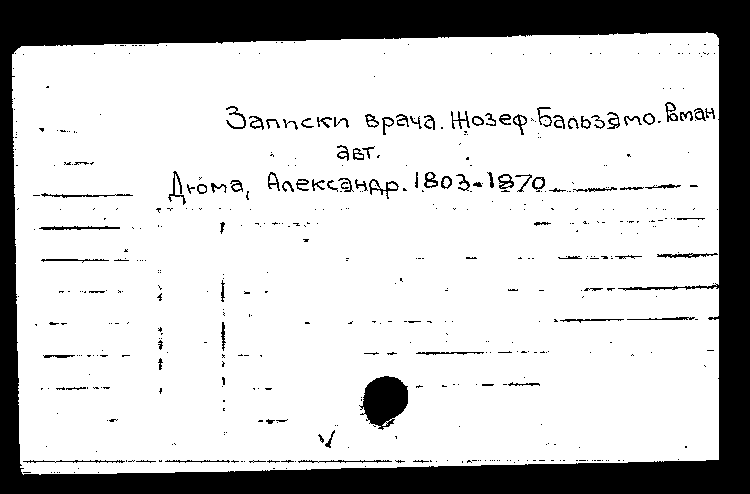 Записки врача. Жозеф Бальзамо. Роман.
авт.
Дюма, Александр. 1803-1870